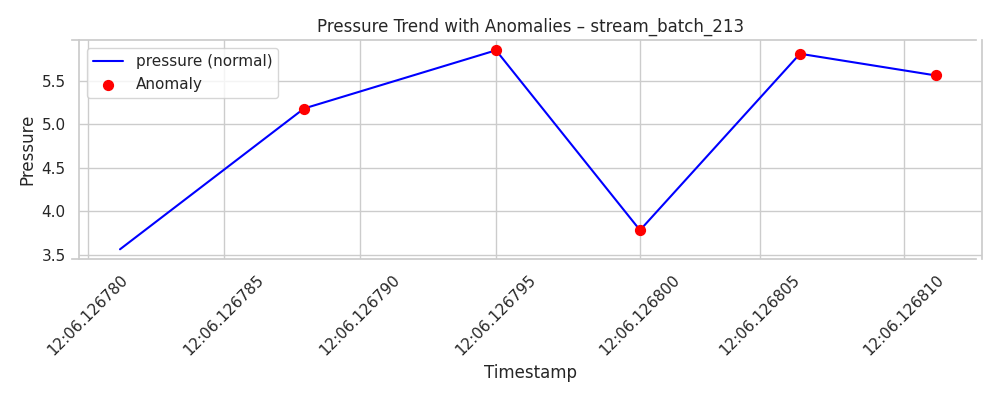 Pressure Trend with Anomalies – stream_batch_213
pressure (normal)
Anomaly
Pressure
5.5
5.0
4.5
4.0
3.5
12:06.126780
12:06.126785
12:06.126790
12:06.126795
12:06.126800
12:06.126805
12:06.126810
Timestamp